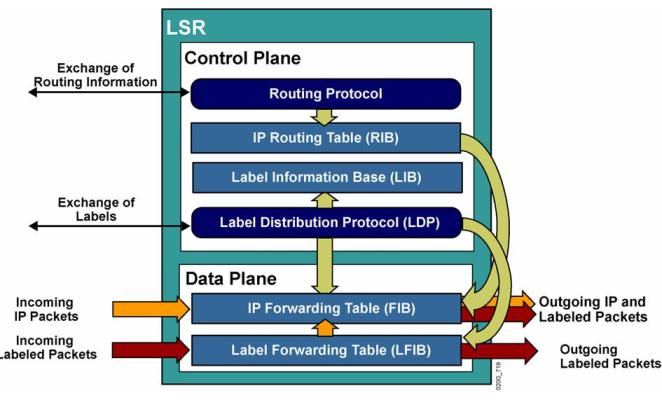 LSR
Control Plane
Exchange of
Routing Information
Routing Protocol
IP Routing Table (RIB)
Label Information Base (LIB)
Exchange of
Labels
Label Distribution Protocol (LDP)
Data Plane
Incoming
IP Packets
IP Forwarding Table (FIB)
Outgoing IP and
Labeled Packets
Incoming
Labeled Packets
Label Forwarding Table (LFIB)
Outgoing
Labeled Packets
020G_719